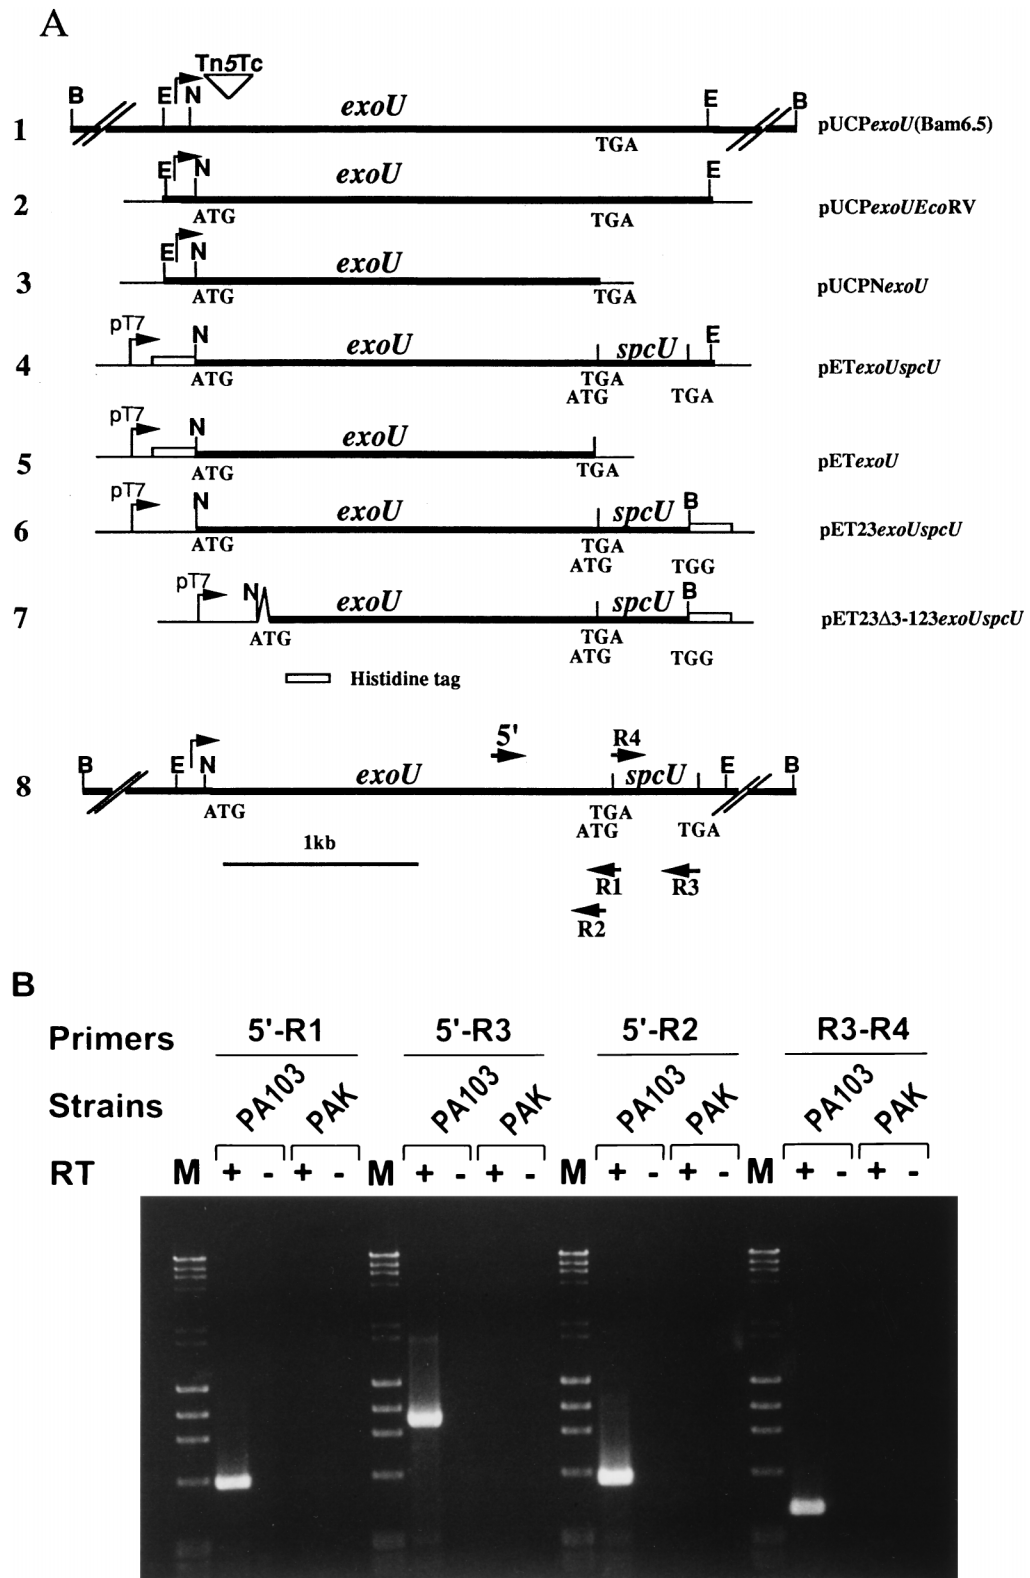 A
Tn5Tc
B E N exoU E B
1 TGA pUCPexoU(Bam6.5)
E N exoU E
2 ATG TGA pUCPexoUEcoRV
E N exoU
3 ATG TGA pUCPNexoU
pT7 N exoU spcU E
4 ATG TGA pETexoUspcU
ATG TGA
pT7 N exoU
5 ATG TGA pETexoU
pT7 N exoU spcU B
6 ATG TGA pET23exoUspcU
ATG TGG
pT7 N exoU spcU B
7 ATG TGA pET23Δ3-123exoUspcU
ATG TGG
Histidine tag
5' R4
B E N exoU spcU E B
8 ATG TGA
ATG TGA
1kb
R1 R3
R2
B
Primers 5'-R1 5'-R3 5'-R2 R3-R4
Strains PA103 PAK PA103 PAK PA103 PAK PA103 PAK
RT M + - + - M + - + - M + - + - M + - + -